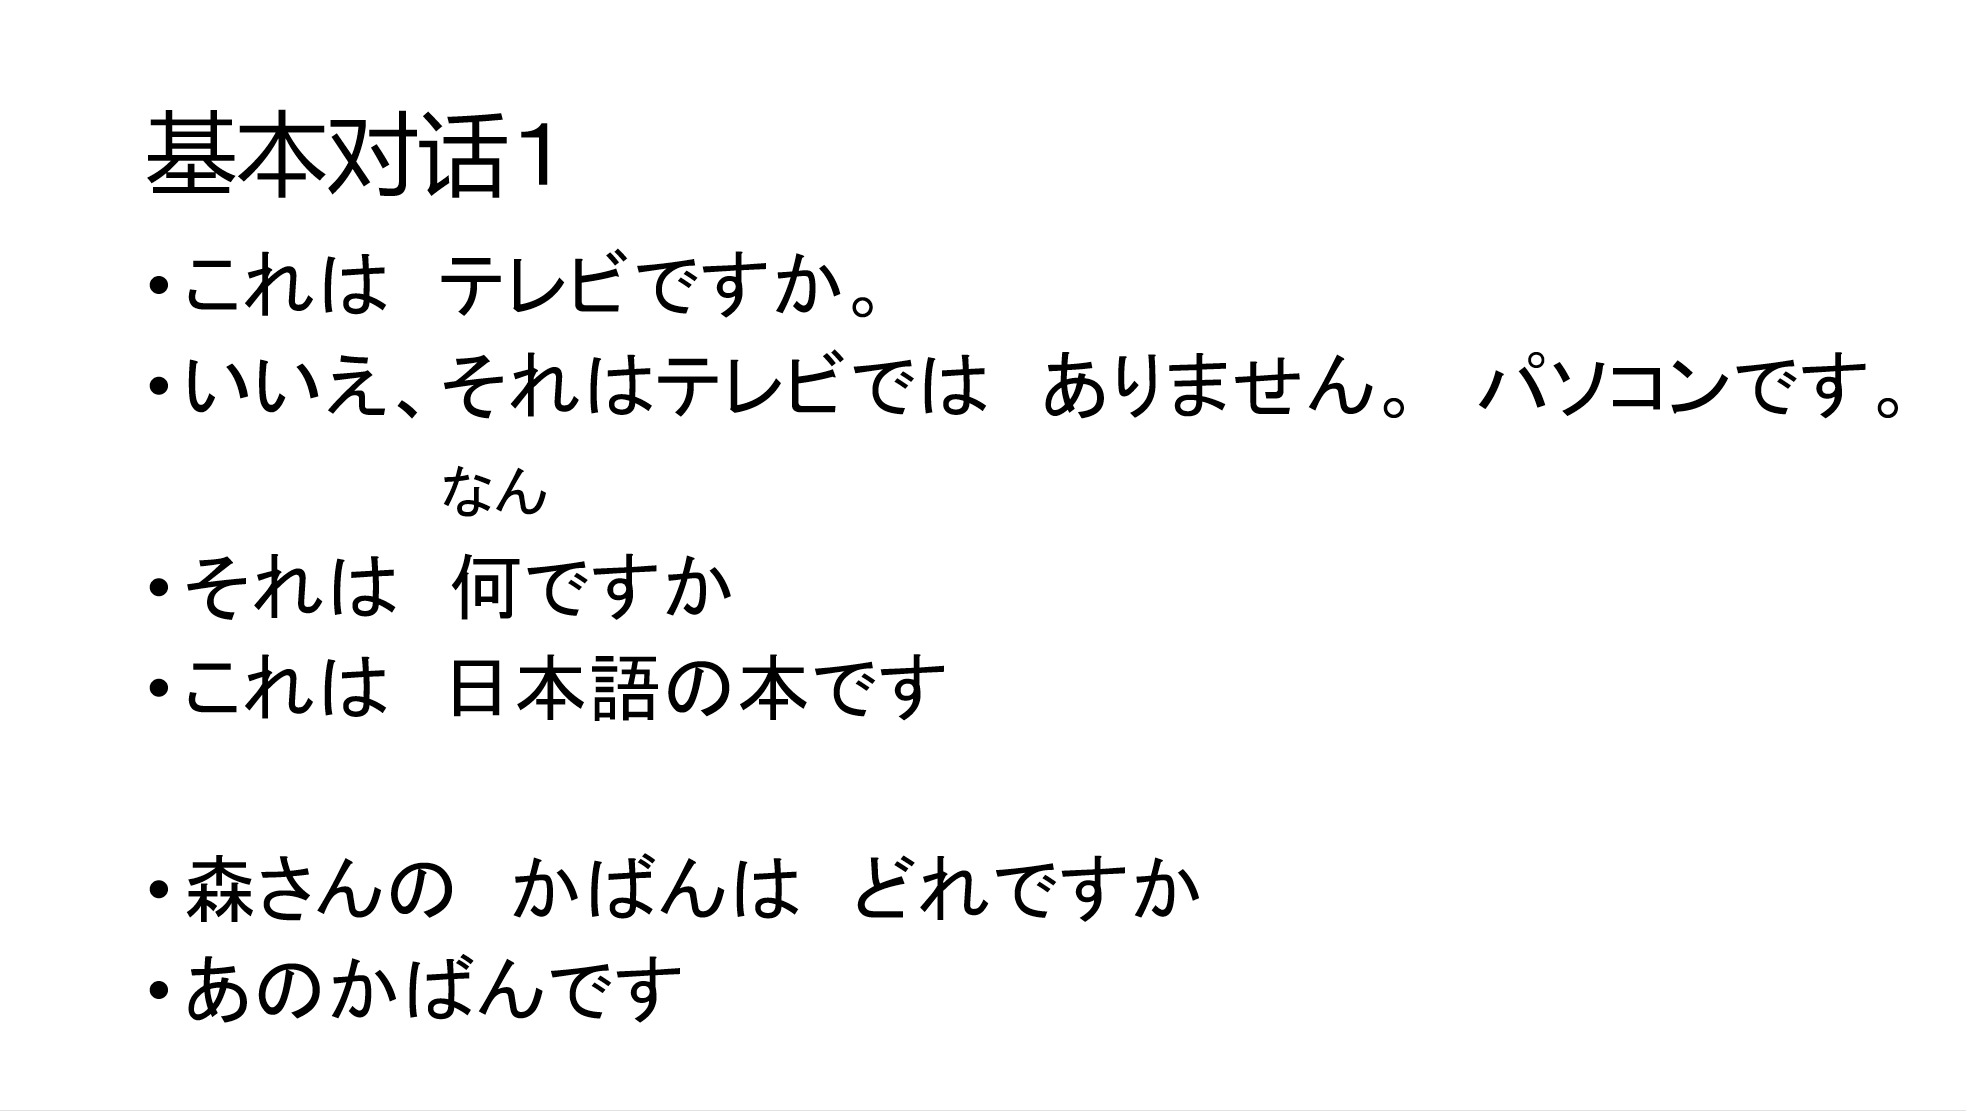 基本对话1
•これは　テレビですか。
•いいえ、それはテレビでは　ありません。　パソコンです。
なん
•それは　何ですか
•これは　日本語の本です
•森さんの　かばんは　どれですか
•あのかばんです